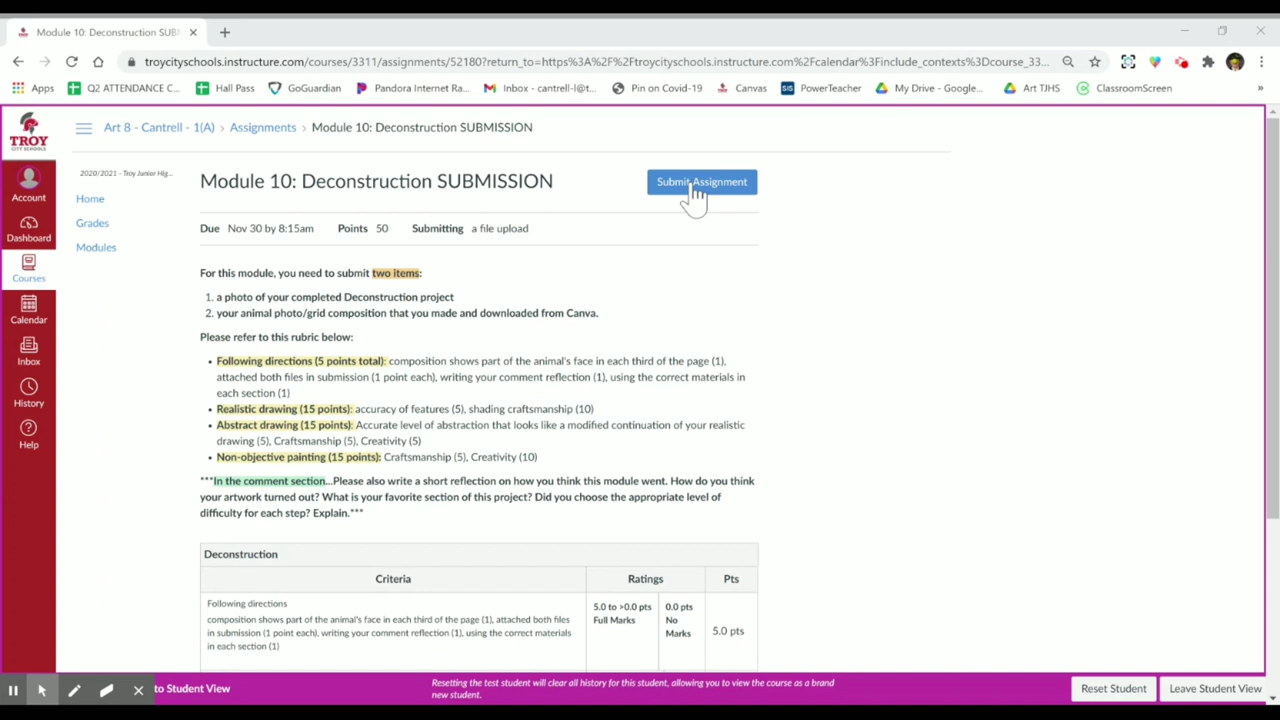 Module 10: Deconstruction SUB
troycityschools.instructure.com/courses/3311/assignments/52180?return_to=https%3A%2F%2Ftroycityschools.instructure.com%2Fcalendar%3Finclude_contexts%3Dcourse_33...
Apps Q2 ATTENDANCE C... Hall Pass GoGuardian Pandora Internet Ra... Inbox - cantrell-l@t... Pin on Covid-19 Canvas SIS PowerTeacher My Drive - Google... Art TJHS ClassroomScreen »
TROY
CITY SCHOOLS
Account
Dashboard
Courses
Calendar
Inbox
History
Help
Art 8 - Cantrell - 1(A) › Assignments › Module 10: Deconstruction SUBMISSION
2020/2021 - Troy Junior Hig...
Home
Grades
Modules
Module 10: Deconstruction SUBMISSION
Submit Assignment
Due Nov 30 by 8:15am Points 50 Submitting a file upload
For this module, you need to submit two items:
1. a photo of your completed Deconstruction project
2. your animal photo/grid composition that you made and downloaded from Canva.
Please refer to this rubric below:
• Following directions (5 points total): composition shows part of the animal's face in each third of the page (1),
attached both files in submission (1 point each), writing your comment reflection (1), using the correct materials in
each section (1)
• Realistic drawing (15 points): accuracy of features (5), shading craftsmanship (10)
• Abstract drawing (15 points): Accurate level of abstraction that looks like a modified continuation of your realistic
drawing (5), Craftsmanship (5), Creativity (5)
• Non-objective painting (15 points): Craftsmanship (5), Creativity (10)
***In the comment section...Please also write a short reflection on how you think this module went. How do you think
your artwork turned out? What is your favorite section of this project? Did you choose the appropriate level of
difficulty for each step? Explain.***
Deconstruction
Criteria Ratings Pts
Following directions
composition shows part of the animal's face in each third of the page (1), attached both files
in submission (1 point each), writing your comment reflection (1), using the correct materials
in each section (1)
5.0 to >0.0 pts
Full Marks
0.0 pts
No
Marks
5.0 pts
to Student View
Resetting the test student will clear all history for this student, allowing you to view the course as a brand
new student.
Reset Student
Leave Student View